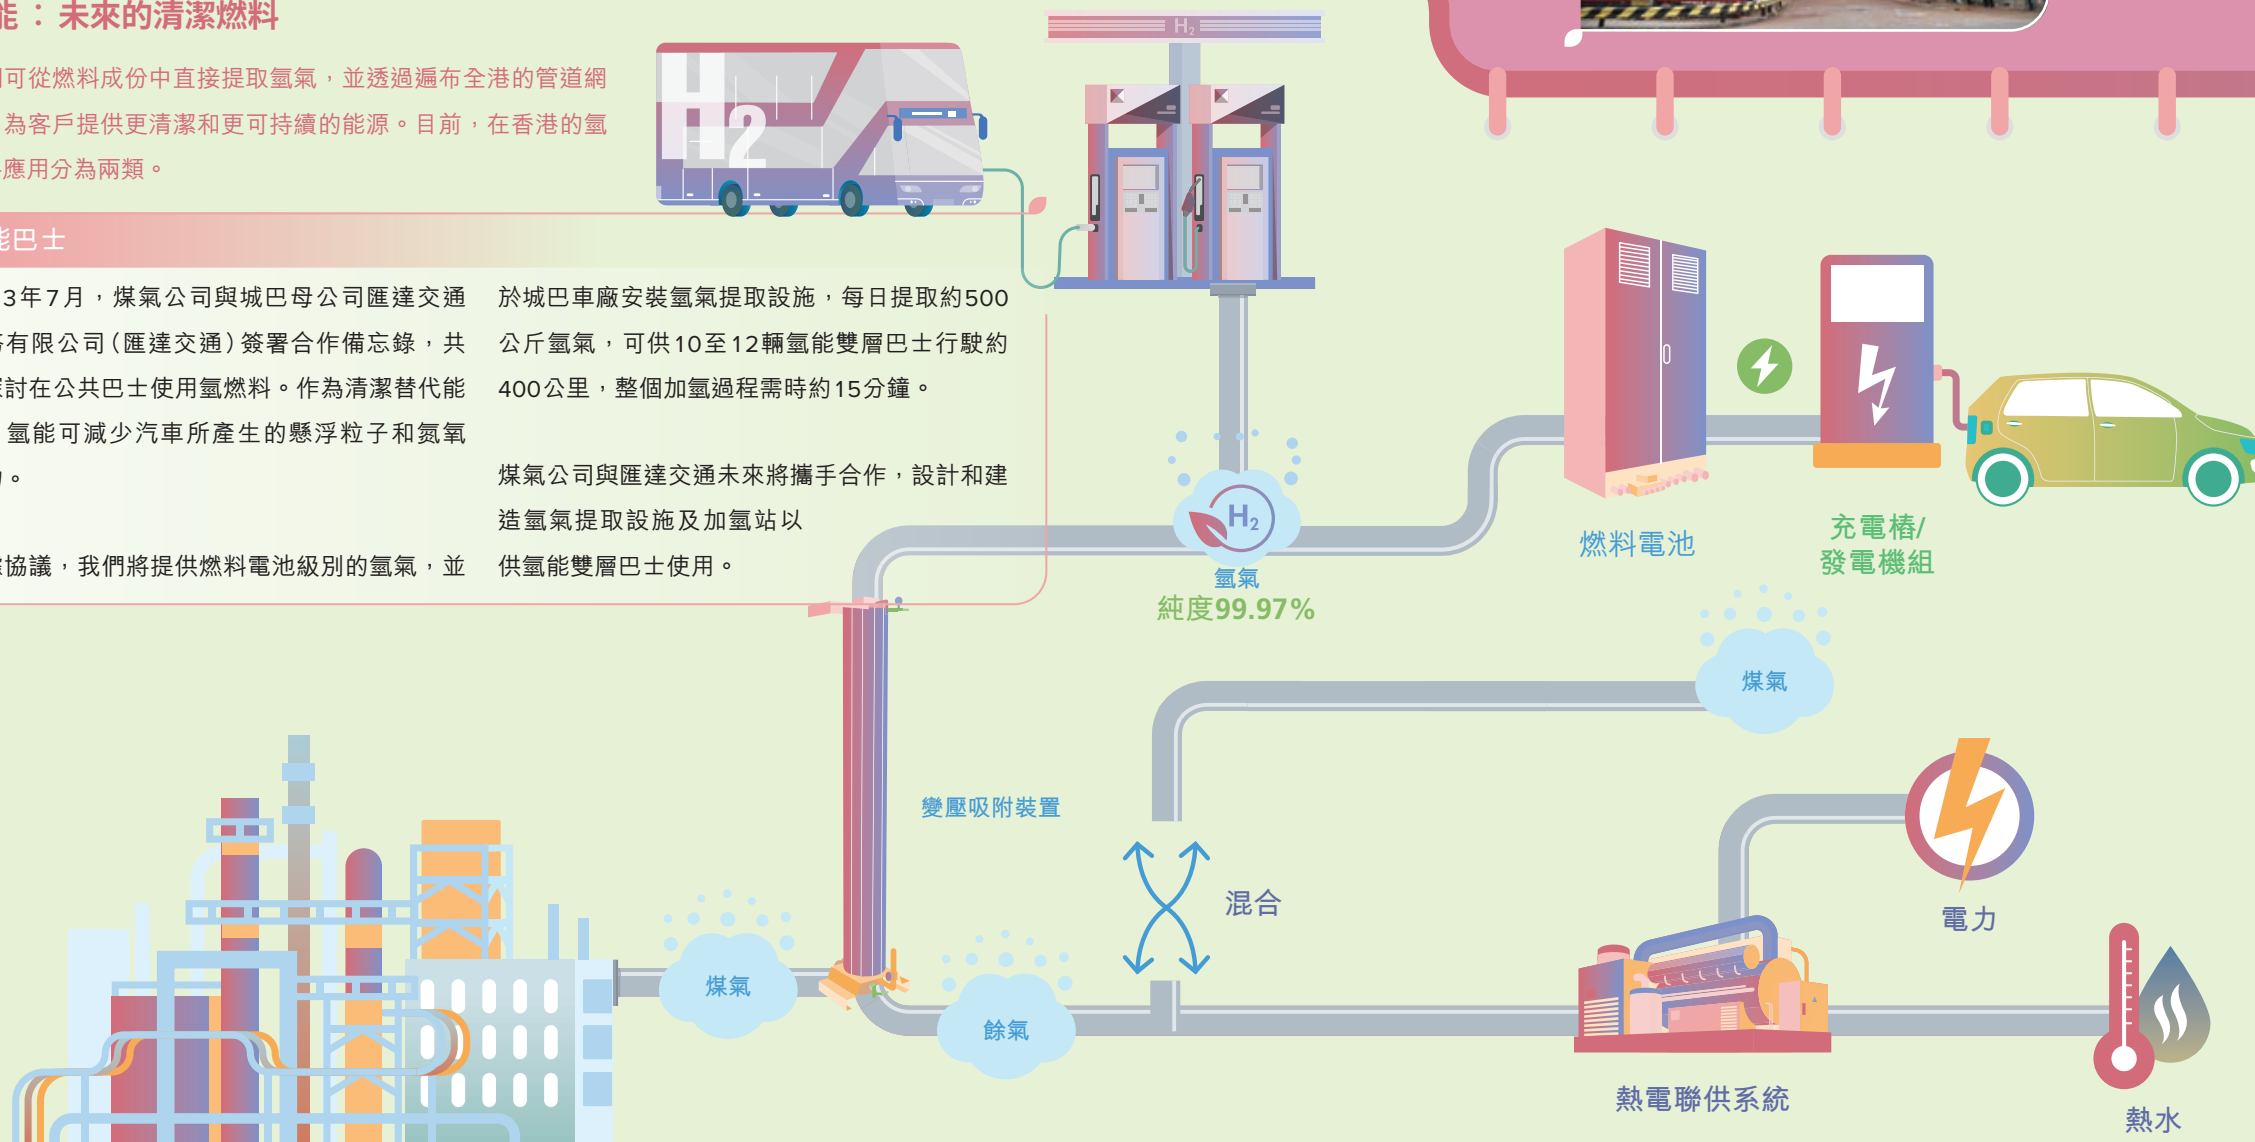 能：未來的清潔燃料
可從燃料成份中直接提取氫氣，並透過遍布全港的管道網
為客戶提供更清潔和更可持續的能源。目前，在香港的氫
應用分為兩類。
能巴士
3年7月，煤氣公司與城巴母公司匯達交通
有限公司（匯達交通）簽署合作備忘錄，共
討在公共巴士使用氫燃料。作為清潔替代能
氫能可減少汽車所產生的懸浮粒子和氮氧
。
協議，我們將提供燃料電池級別的氫氣，並
於城巴車廠安裝氫氣提取設施，每日提取約500
公斤氫氣，可供10至12輛氫能雙層巴士行駛約
400公里，整個加氫過程需時約15分鐘。
煤氣公司與匯達交通未來將攜手合作，設計和建
造氫氣提取設施及加氫站以
供氫能雙層巴士使用。
H2
H2
H2
氫氣
純度99.97%
燃料電池
充電樁/
發電機組
煤氣
變壓吸附裝置
混合
電力
煤氣
餘氣
熱電聯供系統
熱水